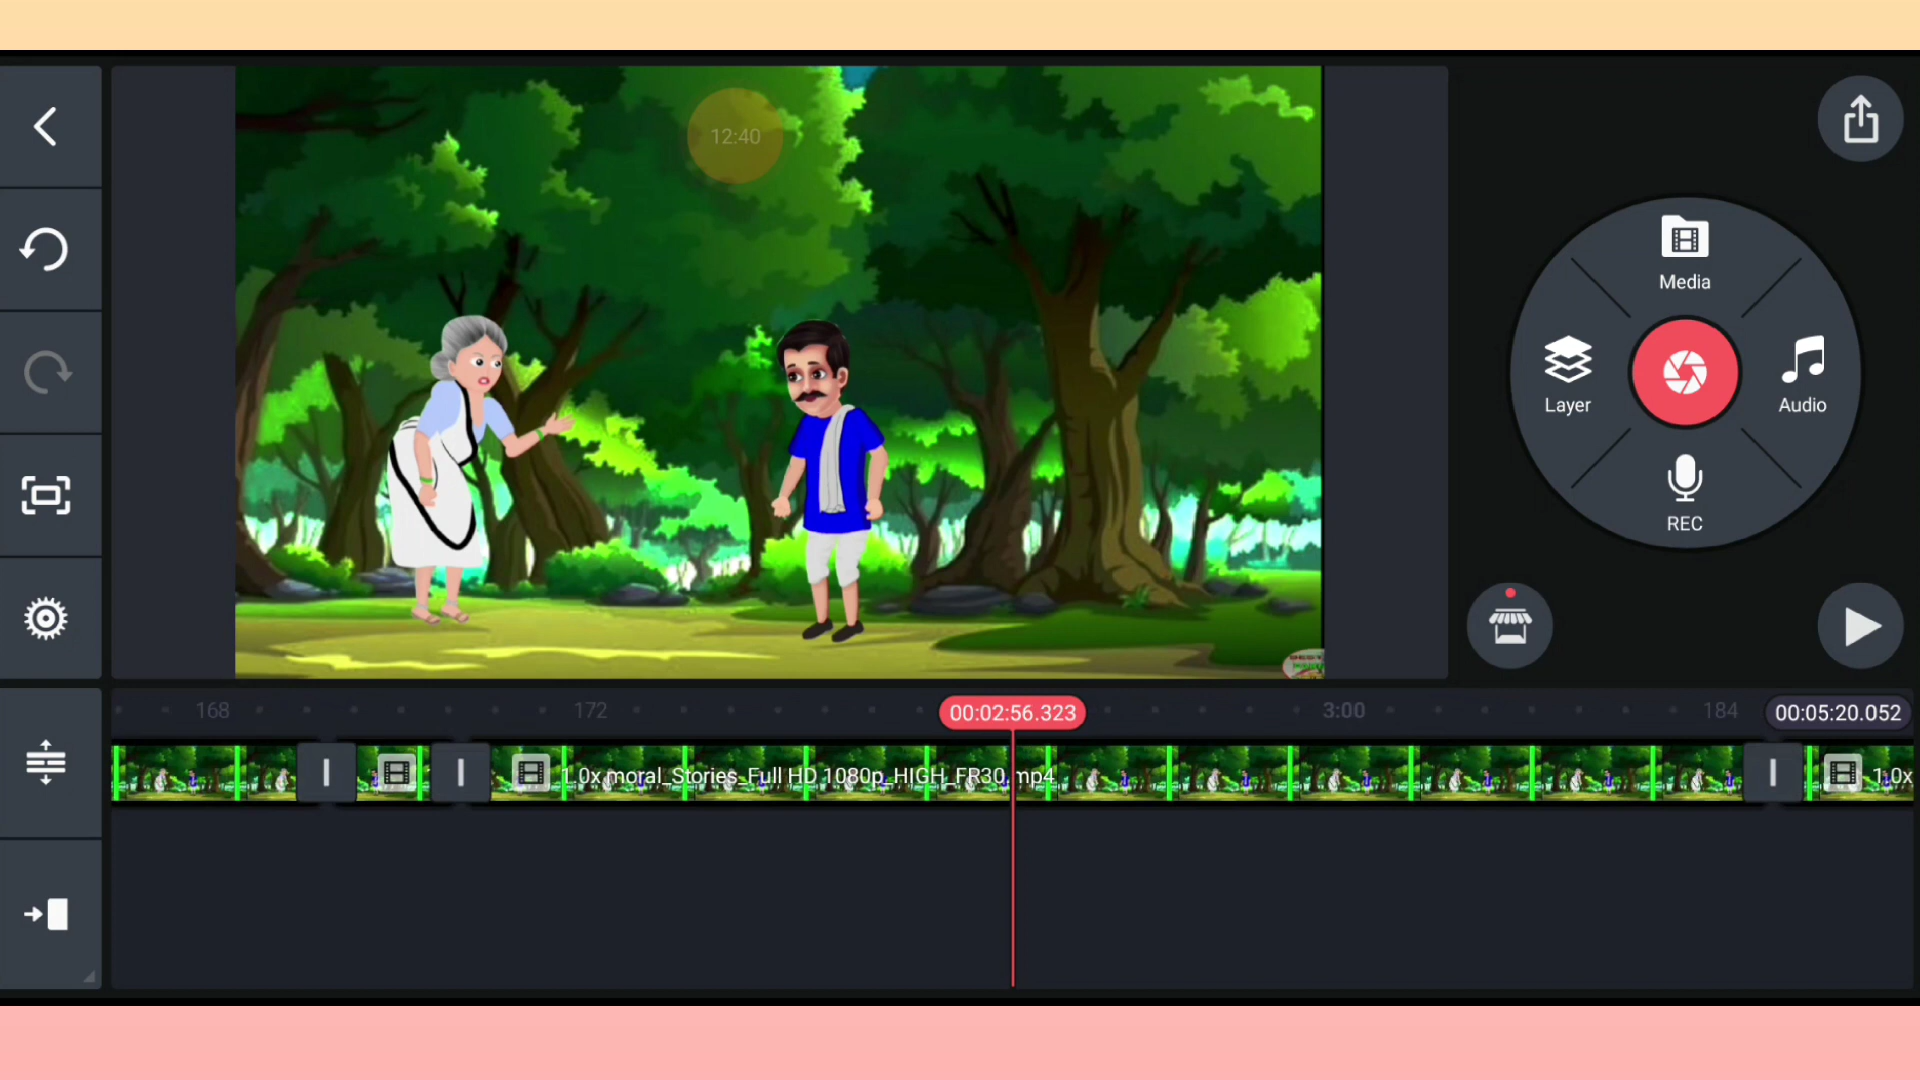 12:40
Media
Layer
Audio
REC
168
172
00:02:56.323
3:00
184
00:05:20.052
1.0x moral_Stories_Full HD 1080p_HIGH_FR30.mp4
1.0x